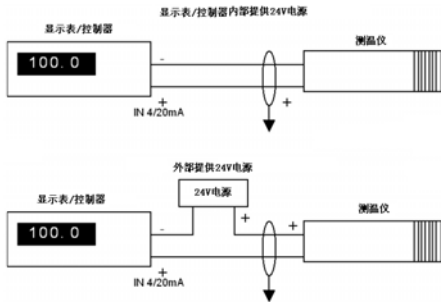 显示表/控制器内部提供24V电源
显示表/控制器
测温仪
100. 0
-
+
+
IN 4/20mA
外部提供24V电源
显示表/控制器
24V电源
测温仪
100. 0
-
+
+
+
IN 4/20mA